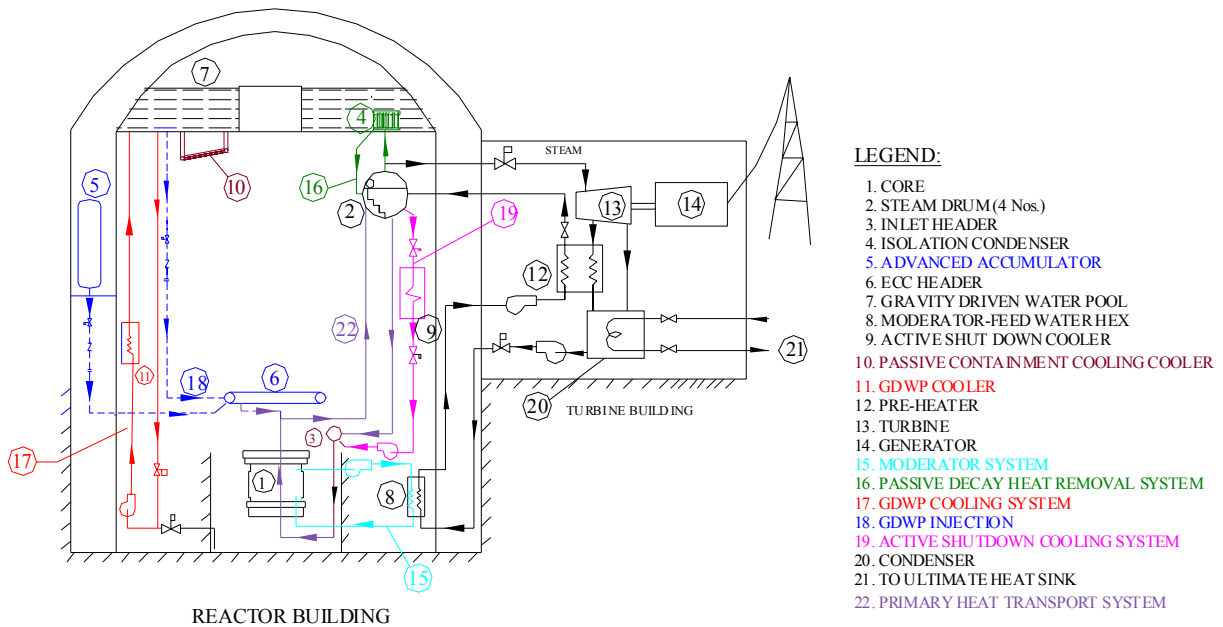 7
4
STEAM
5
10
16
2
13
14
19
12
22
9
11
18
6
21
20
TURBINE BUILDING
17
3
1
8
15
REACTOR BUILDING
LEGEND:
1. CORE
2. STEAM DRUM (4 Nos.)
3. INLET HEADER
4. ISOLATION CONDENSER
5. ADVANCED ACCUMULATOR
6. ECC HEADER
7. GRAVITY DRIVEN WATER POOL
8. MODERATOR-FEED WATER HEX
9. ACTIVE SHUT DOWN COOLER
10. PASSIVE CONTAINMENT COOLING COOLER
11. GDWP COOLER
12. PRE-HEATER
13. TURBINE
14. GENERATOR
15. MODERATOR SYSTEM
16. PASSIVE DECAY HEAT REMOVAL SYSTEM
17. GDWP COOLING SYSTEM
18. GDWP INJECTION
19. ACTIVE SHUTDOWN COOLING SYSTEM
20. CONDENSER
21. TO ULTIMATE HEAT SINK
22. PRIMARY HEAT TRANSPORT SYSTEM